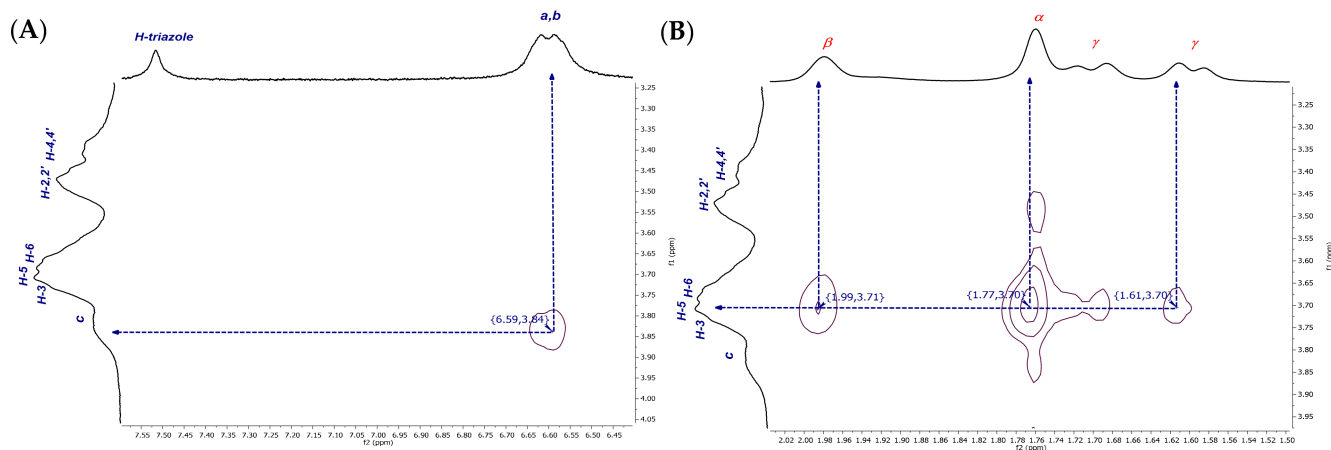 (A)
H-triazole
a,b
H-4,4'
H-2,2'
H-6
H-5
H-3
c
{6.59,3.84}
3.25
3.30
3.35
3.40
3.45
3.50
3.55
3.60
3.65
3.70
3.75
3.80
3.85
3.90
3.95
4.00
4.05
f1 (ppm)
7.55 7.50 7.45 7.40 7.35 7.30 7.25 7.20 7.15 7.10 7.05 7.00 6.95 6.90 6.85 6.80 6.75 6.70 6.65 6.60 6.55 6.50 6.45
f2 (ppm)
(B)
β
α
γ
γ
H-4,4'
H-2,2'
H-6
H-5
H-3
c
{1.99,3.71}
{1.77,3.70}
{1.61,3.70}
3.25
3.30
3.35
3.40
3.45
3.50
3.55
3.60
3.65
3.70
3.75
3.80
3.85
3.90
3.95
f1 (ppm)
2.02 2.00 1.98 1.96 1.94 1.92 1.90 1.88 1.86 1.84 1.82 1.80 1.78 1.76 1.74 1.72 1.70 1.68 1.66 1.64 1.62 1.60 1.58 1.56 1.54 1.52 1.50
f2 (ppm)